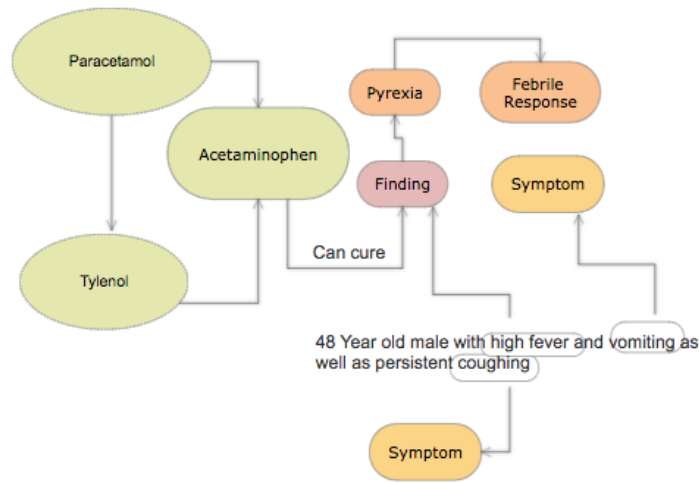 Paracetamol
Pyrexia
Febrile
Response
Acetaminophen
Finding
Symptom
Can cure
Tylenol
48 Year old male with high fever and vomiting as
well as persistent coughing
Symptom